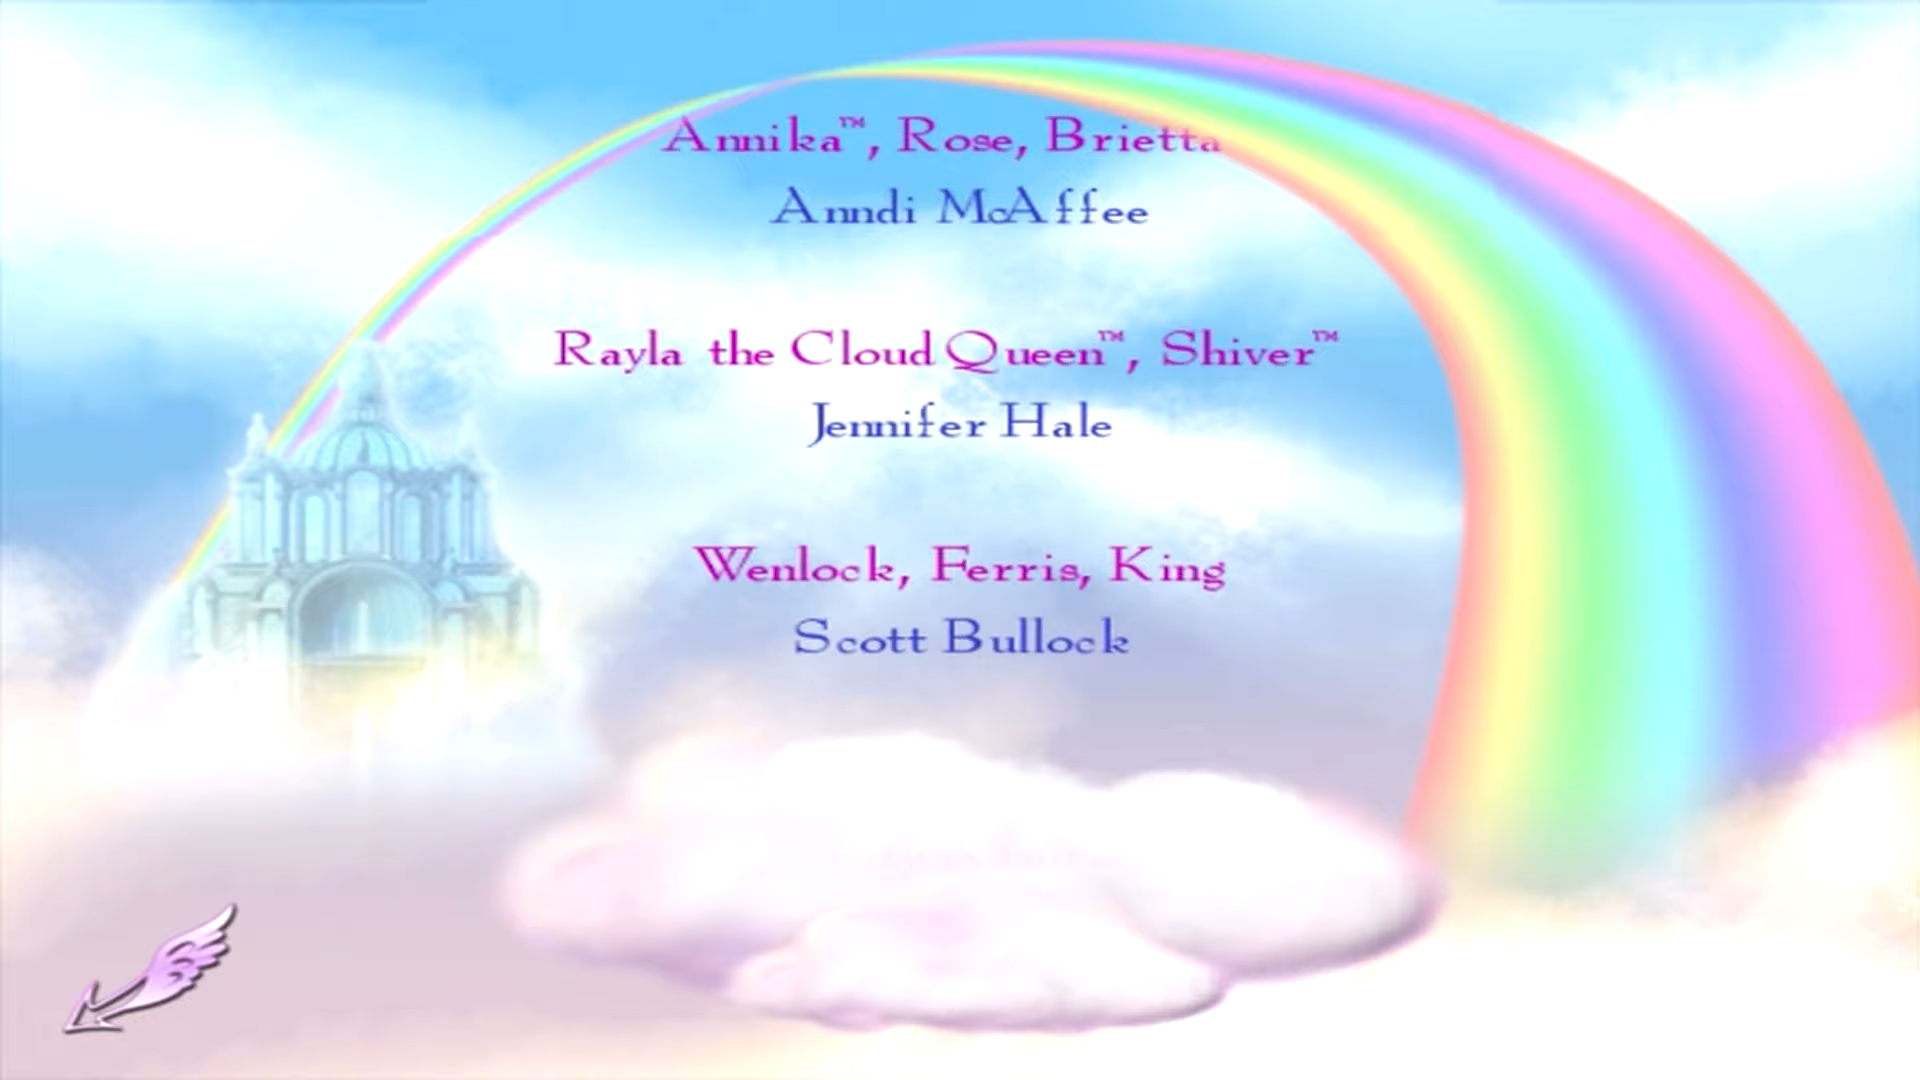 Annika™, Rose, Brietta
Anndi McAffee
Rayla the Cloud Queen™, Shiver™
Jennifer Hale
Wenlock, Ferris, King
Scott Bullock